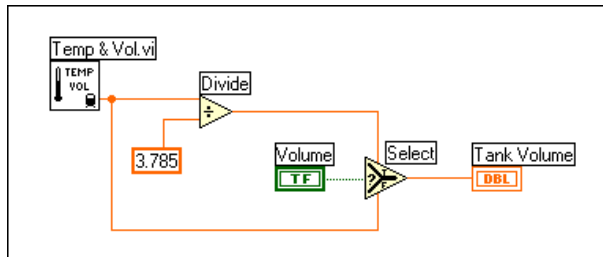 Temp & Vol.vi
TEMP
VOL
Divide
÷
3.785
Volume
TF
Select
?
T
F
Tank Volume
DBL